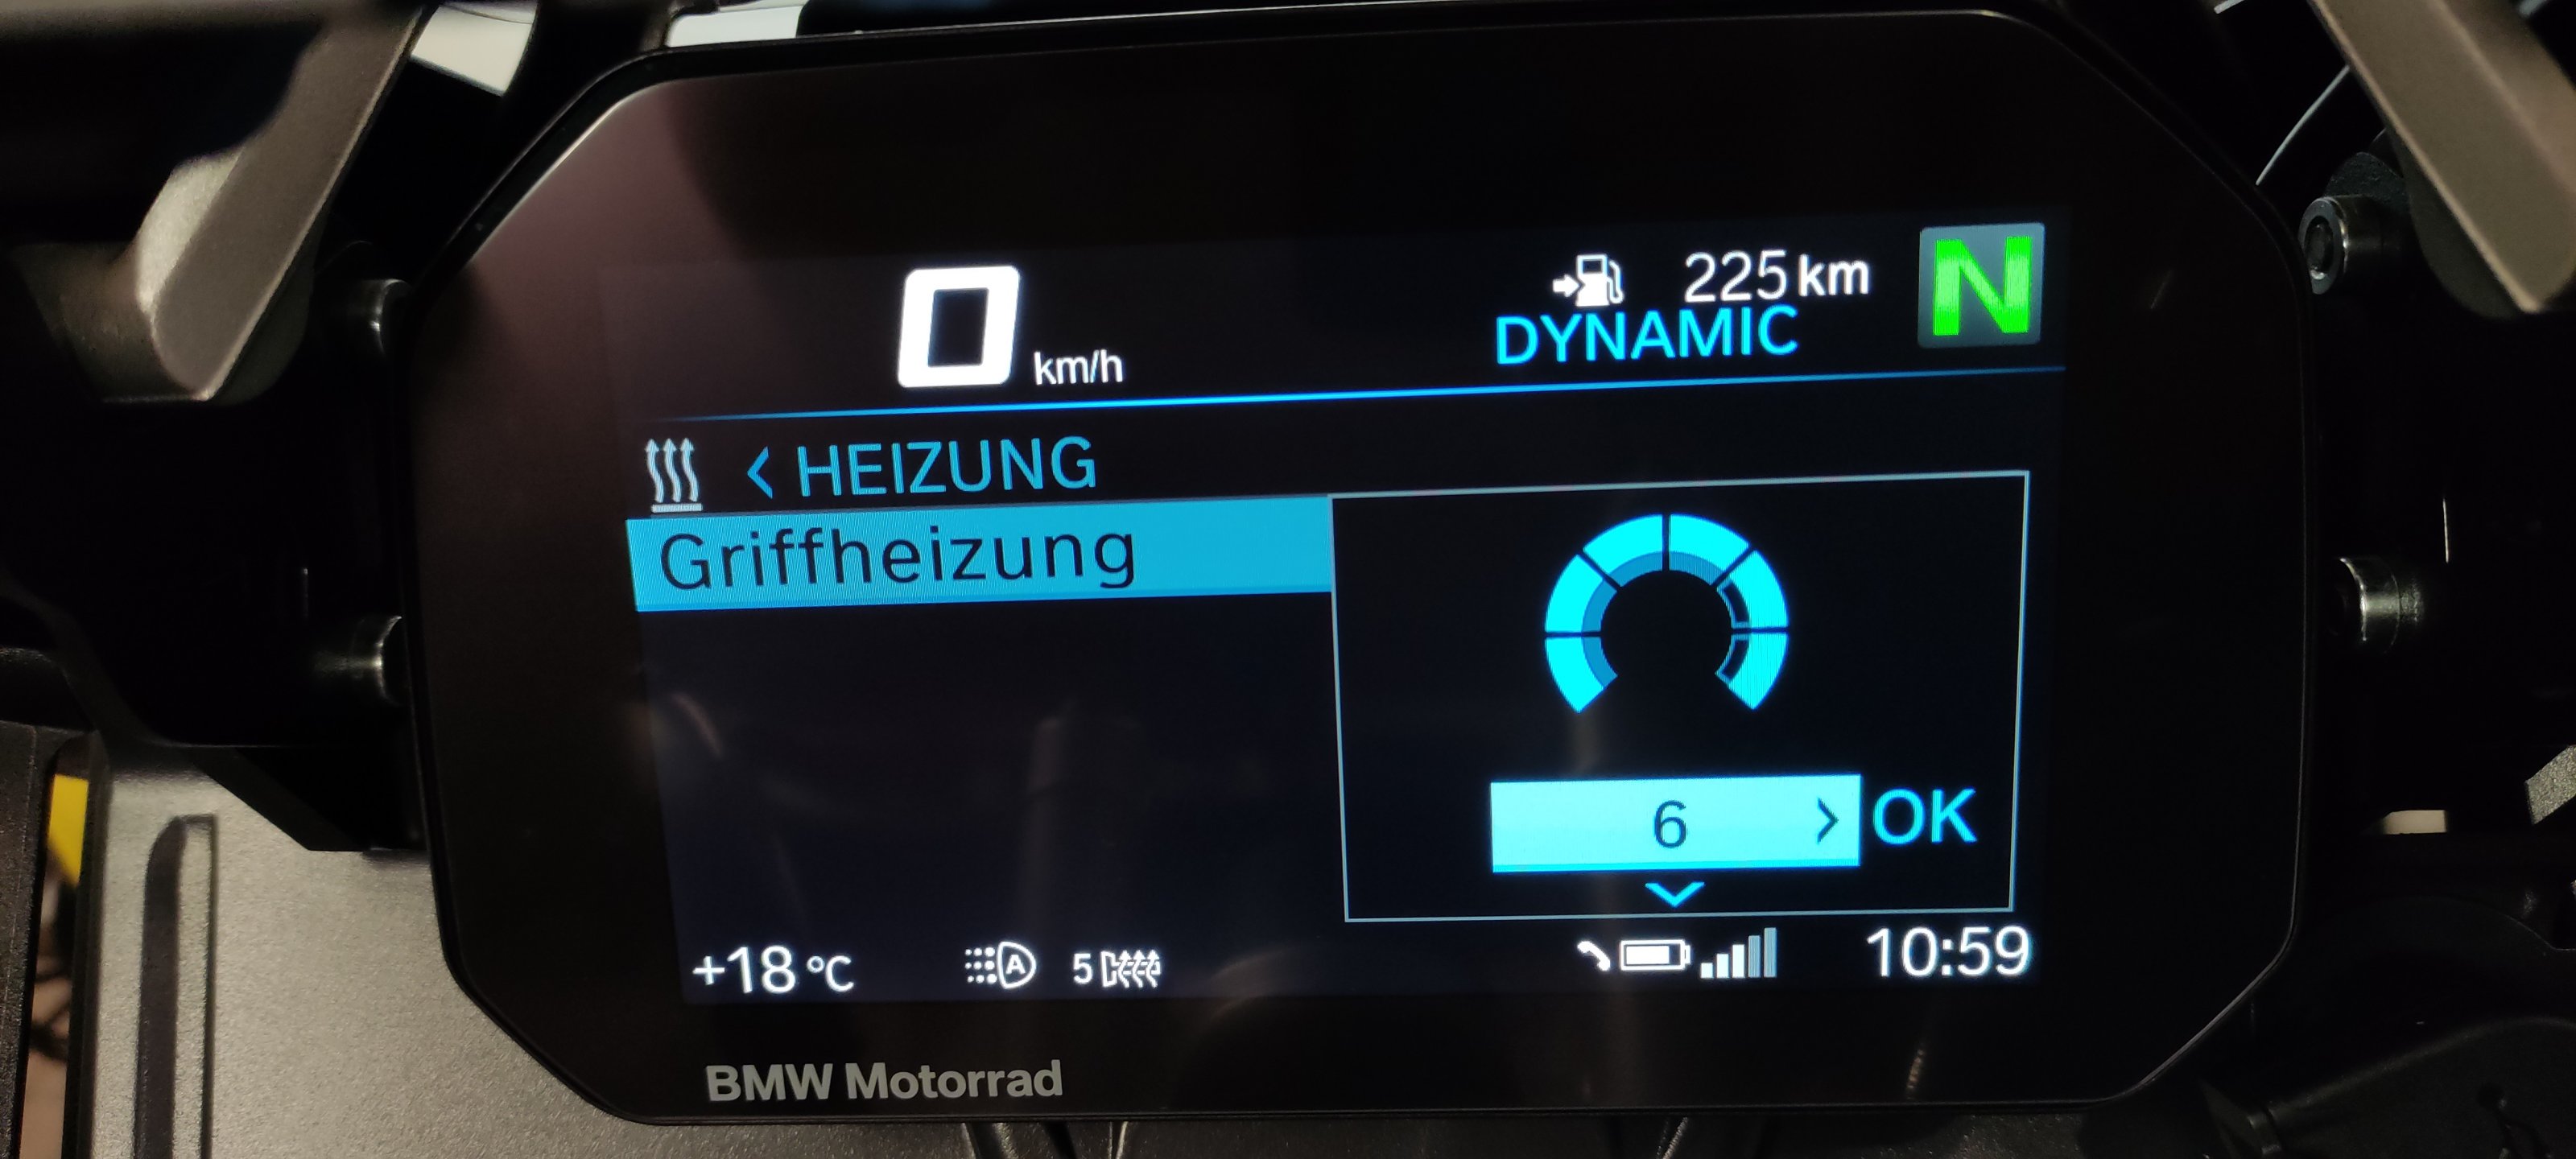 0 km/h
225 km
DYNAMIC
N
< HEIZUNG
Griffheizung
6 > OK
+18 °C A 5 10:59
BMW Motorrad